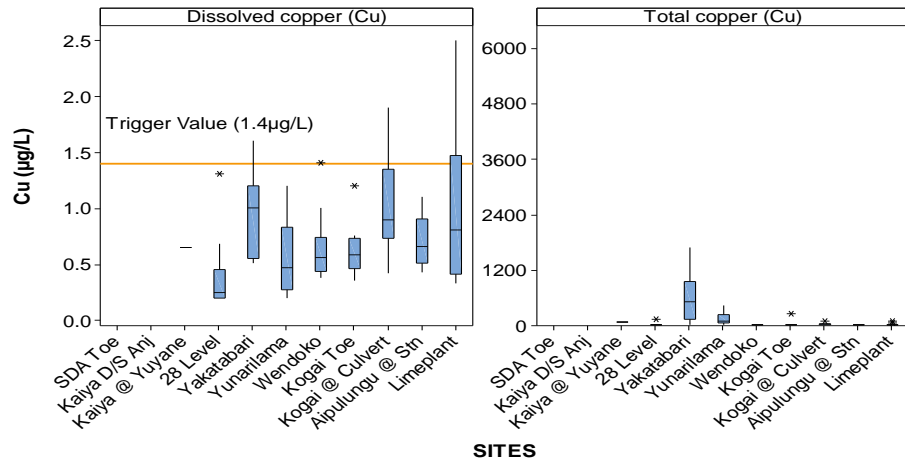 Dissolved copper (Cu)
Total copper (Cu)
Cu (µg/L)
2.5
2.0
1.5
1.0
0.5
0.0
Trigger Value (1.4µg/L)
6000
4800
3600
2400
1200
0
SDA Toe
Kaiya D/S Anj
Kaiya @ Yuyane
28 Level
Yakatabari
Yunarilama
Wendoko
Kogai Toe
Kogai @ Culvert
Aipulungu @ Stn
Limeplant
SDA Toe
Kaiya D/S Anj
Kaiya @ Yuyane
28 Level
Yakatabari
Yunarilama
Wendoko
Kogai Toe
Kogai @ Culvert
Aipulungu @ Stn
Limeplant
SITES